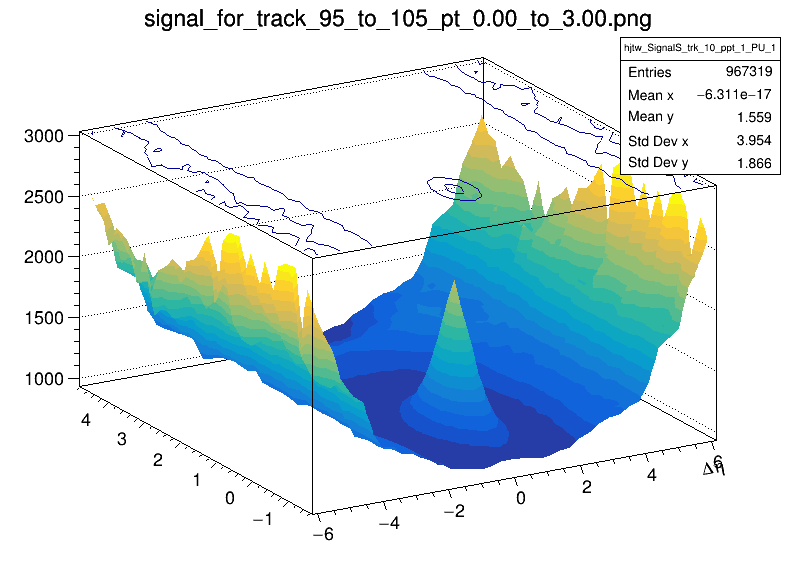 signal_for_track_95_to_105_pt_0.00_to_3.00.png
hjtw_SignalS_trk_10_ppt_1_PU_1
Entries 967319
Mean x −6.311e−17
Mean y 1.559
Std Dev x 3.954
Std Dev y 1.866
3000
2500
2000
1500
1000
4
3
2
1
0
−1
−6
−4
−2
0
2
4
6
Δη